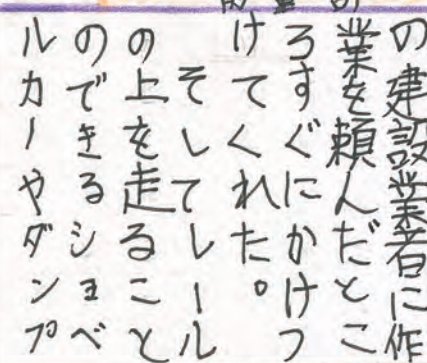 の建設業者に作
業を頼んだとこ
ろすぐにかけつ
けてくれた。
そしてレール
の上を走ること
のできるショベ
ルカーやダンプ